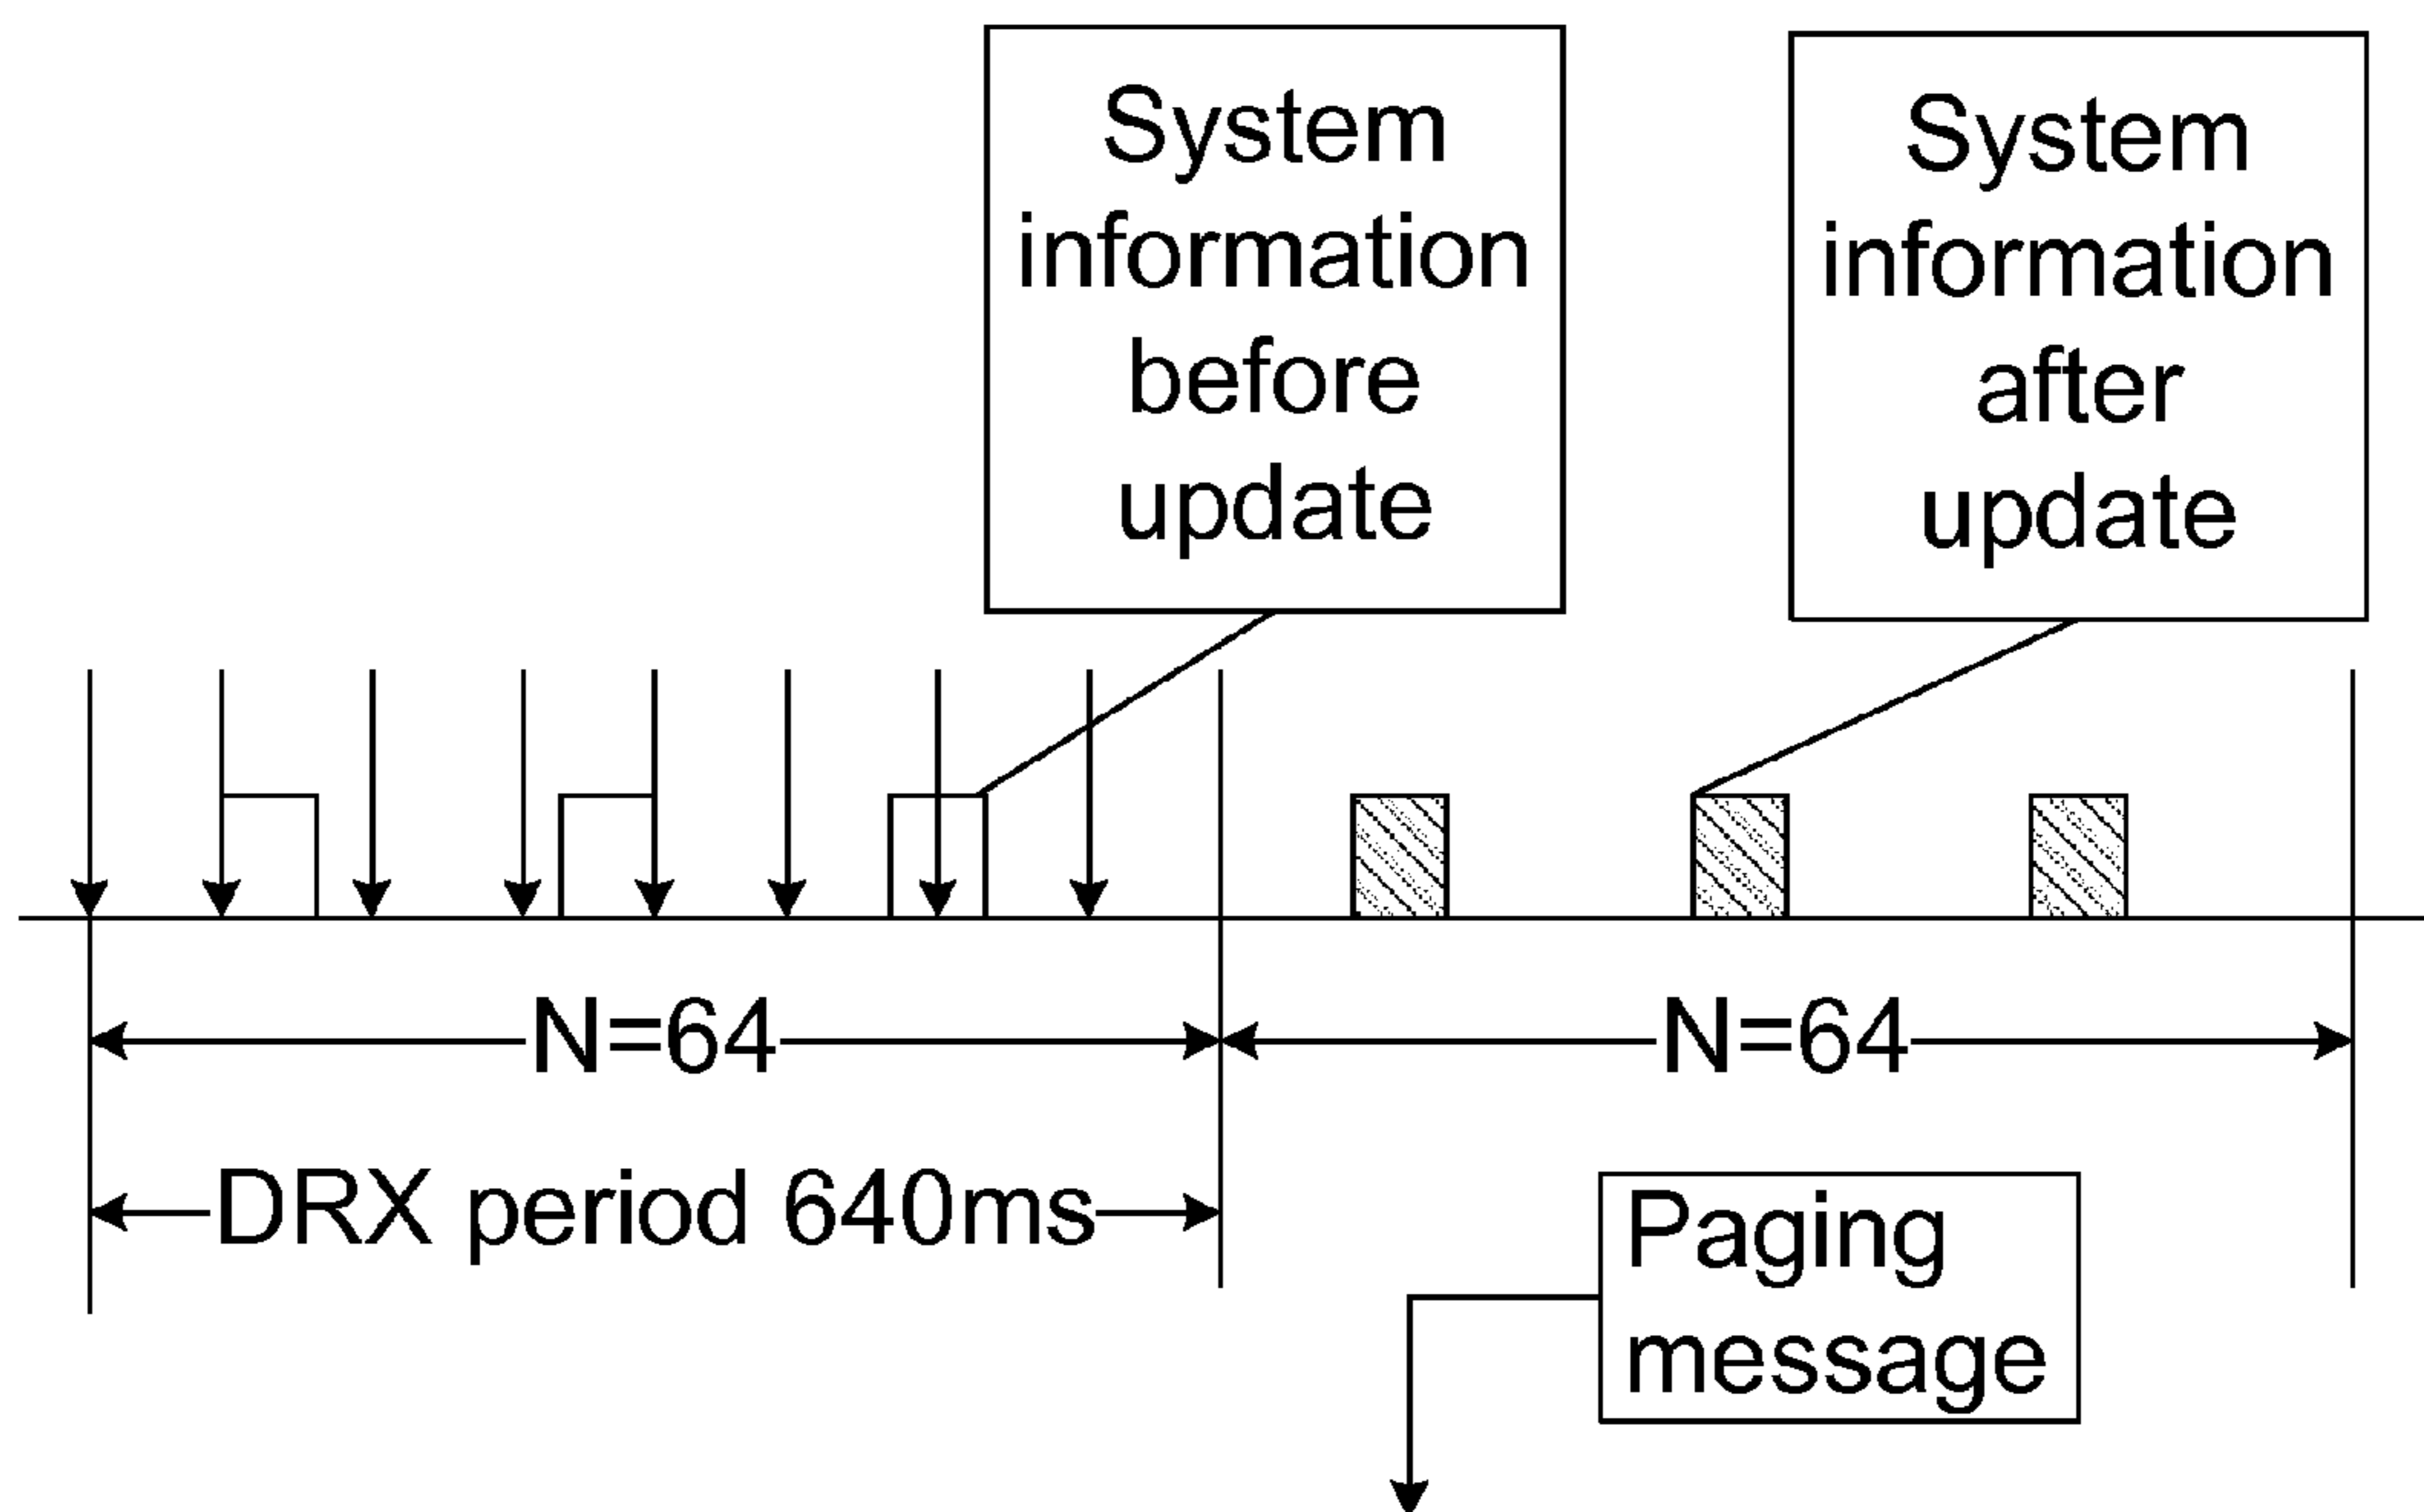 System
information
before
update
System
information
after
update
N=64
N=64
DRX period 640ms
Paging
message